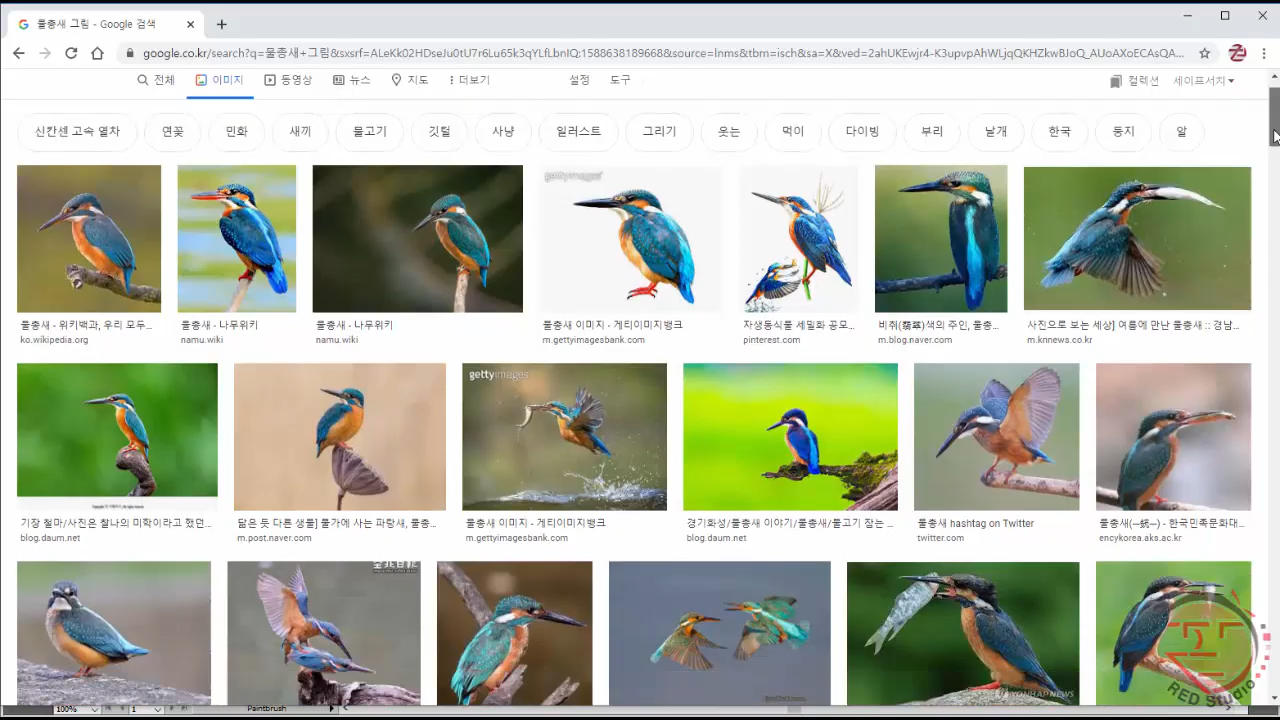 물총새 그림 - Google 검색
google.co.kr/search?q=물총새+그림&sxsrf=ALeKk02HDseJu0tU7r6Lu65k3qYLfLbnIQ:1588638189668&source=lnms&tbm=isch&sa=X&ved=2ahUKEwjr4-K3upvpAhWLjqQKHZkwBJoQ_AUoAXoECAsQA...
전체 이미지 동영상 뉴스 지도 더보기 설정 도구 컬렉션 세이프서치
신칸센 고속 열차 연꽃 민화 새끼 물고기 깃털 사냥 일러스트 그리기 웃는 먹이 다이빙 부리 날개 한국 둥지 알
gettyimages
물총새 - 위키백과, 우리 모두...
ko.wikipedia.org
물총새 - 나무위키
namu.wiki
물총새 - 나무위키
namu.wiki
물총새 이미지 - 게티이미지뱅크
m.gettyimagesbank.com
자생동식물 세밀화 공모...
pinterest.com
비취(翡翠)색의 주인, 물총...
m.blog.naver.com
사진으로 보는 세상] 여름에 만난 물총새 :: 경남...
m.knnews.co.kr
gettyimages
기장 철마/사진은 찰나의 미학이라고 했던...
blog.daum.net
닮은 듯 다른 생물] 물가에 사는 파랑새, 물총...
m.post.naver.com
물총새 이미지 - 게티이미지뱅크
m.gettyimagesbank.com
경기화성/물총새 이야기/물총새/물고기 잡는 ...
blog.daum.net
물총새 hashtag on Twitter
twitter.com
물총새(─銃─) - 한국민족문화대...
encykorea.aks.ac.kr
YONHAP NEWS
RED Studio
100% 1 Paintbrush